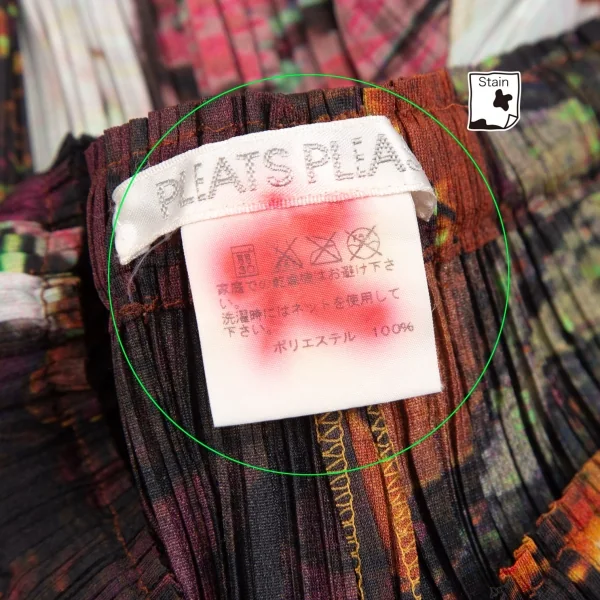 Stain
PLEATS PLEAS
家庭での乾燥機はお避け下さ
い。
洗濯時にはネットを使用して
下さい。
ポリエステル 100%